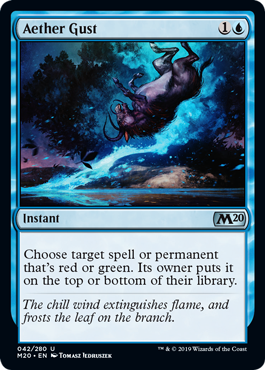 Aether Gust 1
Instant
M20
Choose target spell or permanent
that's red or green. Its owner puts it
on the top or bottom of their library.
The chill wind extinguishes flame, and
frosts the leaf on the branch.
042/280 U
M20 • EN Tomasz Jedruszek
™ & © 2019 Wizards of the Coast